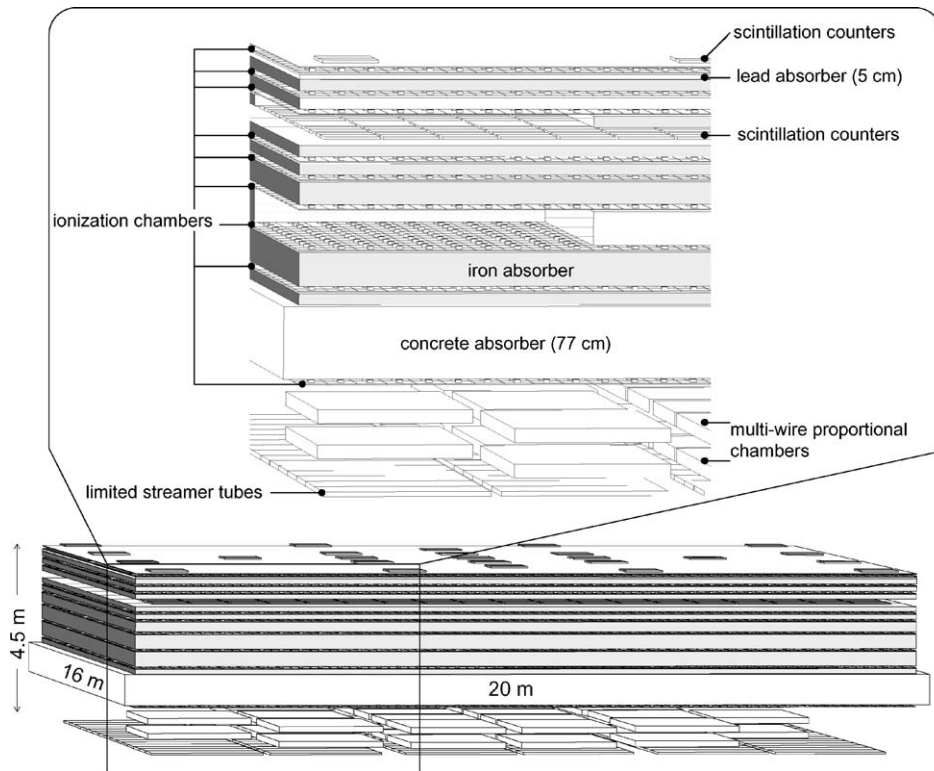 scintillation counters
lead absorber (5 cm)
scintillation counters
ionization chambers
iron absorber
concrete absorber (77 cm)
multi-wire proportional
chambers
limited streamer tubes
4.5 m
16 m
20 m